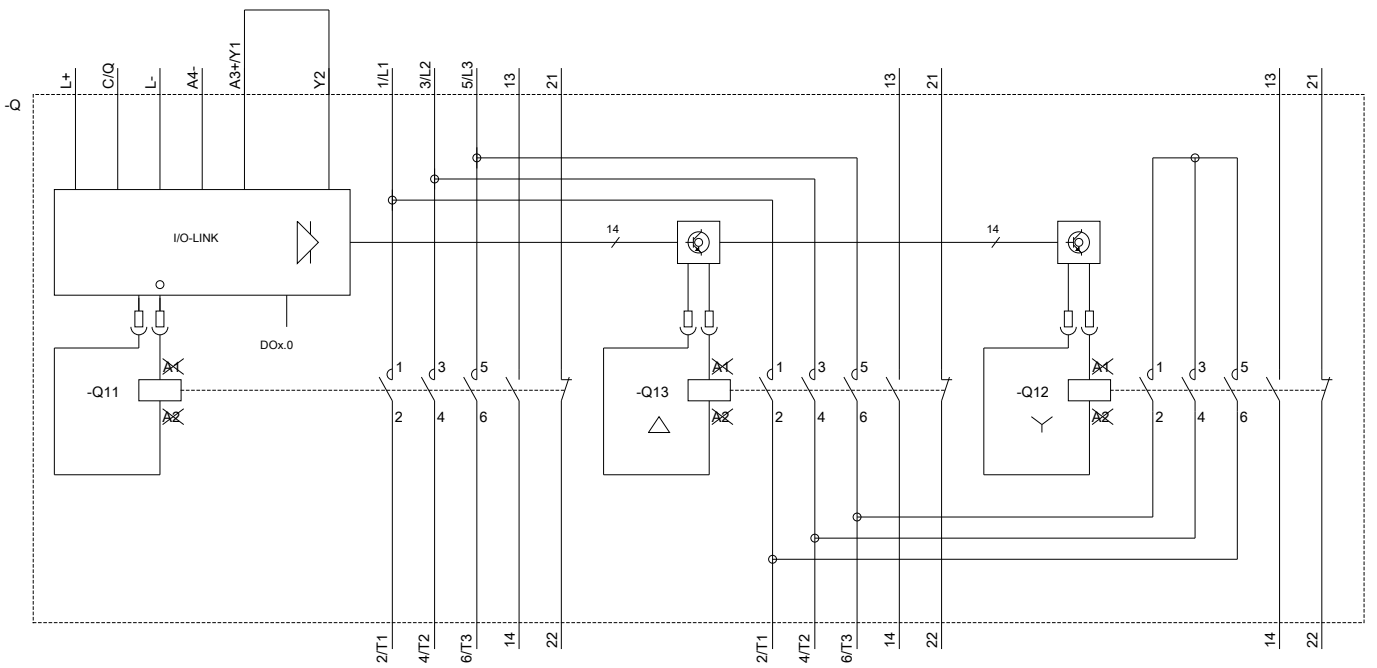 L+
C/Q
L-
A4-
A3+/Y1
Y2
1/L1
3/L2
5/L3
13
21
13
21
13
21
-Q
I/O-LINK
14
14
DOx.0
A1
1
3
5
A1
1
3
5
A1
1
3
5
-Q11
-Q13
-Q12
A2
2
4
6
A2
2
4
6
A2
2
4
6
2/T1
4/T2
6/T3
14
22
2/T1
4/T2
6/T3
14
22
14
22